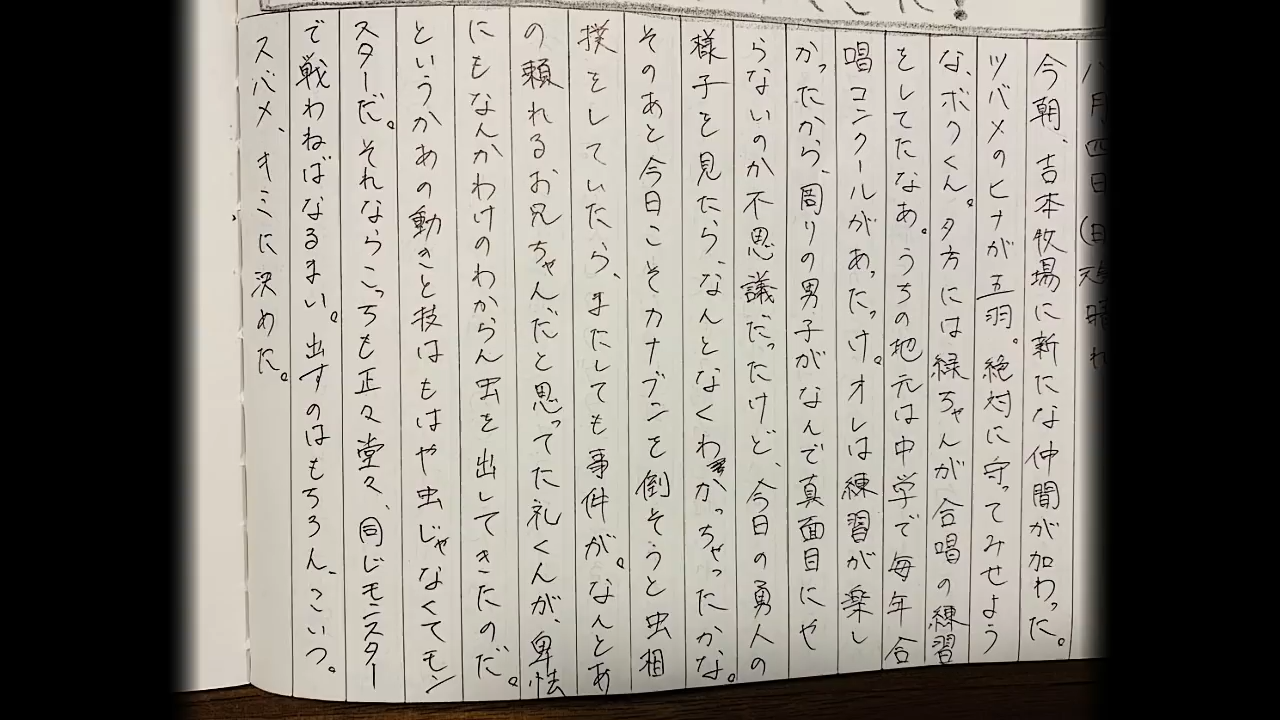 八月四日(日)天気 晴れ
今朝、吉本牧場に新たな仲間が加わった。
ツバメのヒナが五羽。絶対に守ってみせよう
な、ボクくん。夕方には緑ちゃんが合唱の練習
をしてたなあ。うちの地元は中学で毎年合
唱コンクールがあったっけ。オレは練習が楽し
かったから、周りの男子がなんで真面目にや
らないのか不思議だったけど、今日の勇人の
様子を見たら、なんとなくわかっちゃったかな。
そのあと今日こそカナブンを倒そうと虫相
撲をしていたら、またしても事件が。なんとあ
の頼れるお兄ちゃんだと思ってた礼くんが、卑怯
にもなんかわけのわからん虫を出してきたのだ。
というかあの動きと技はもはや虫じゃなくてモン
スターだ。それならこっちも正々堂々、同じモンスター
で戦わねばなるまい。出すのはもちろん、こいつ。
スバメ、キミに決めた。